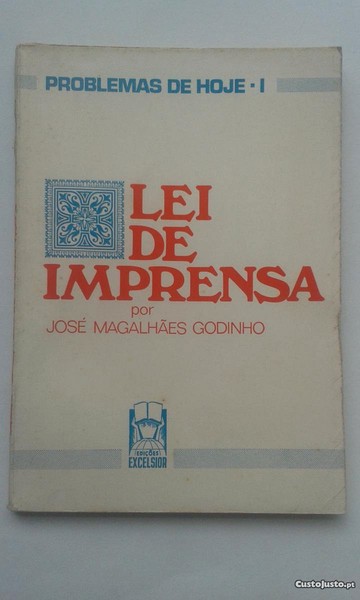 PROBLEMAS DE HOJE • I
LEI
DE
IMPRENSA
por
JOSÉ MAGALHÃES GODINHO
EDIÇÕES
EXCELSIOR
CustoJusto.pt